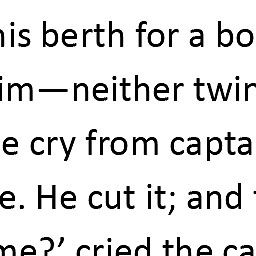 his berth for a bo
im—neither twin
e cry from capta
e. He cut it; and
me?’ cried the ca